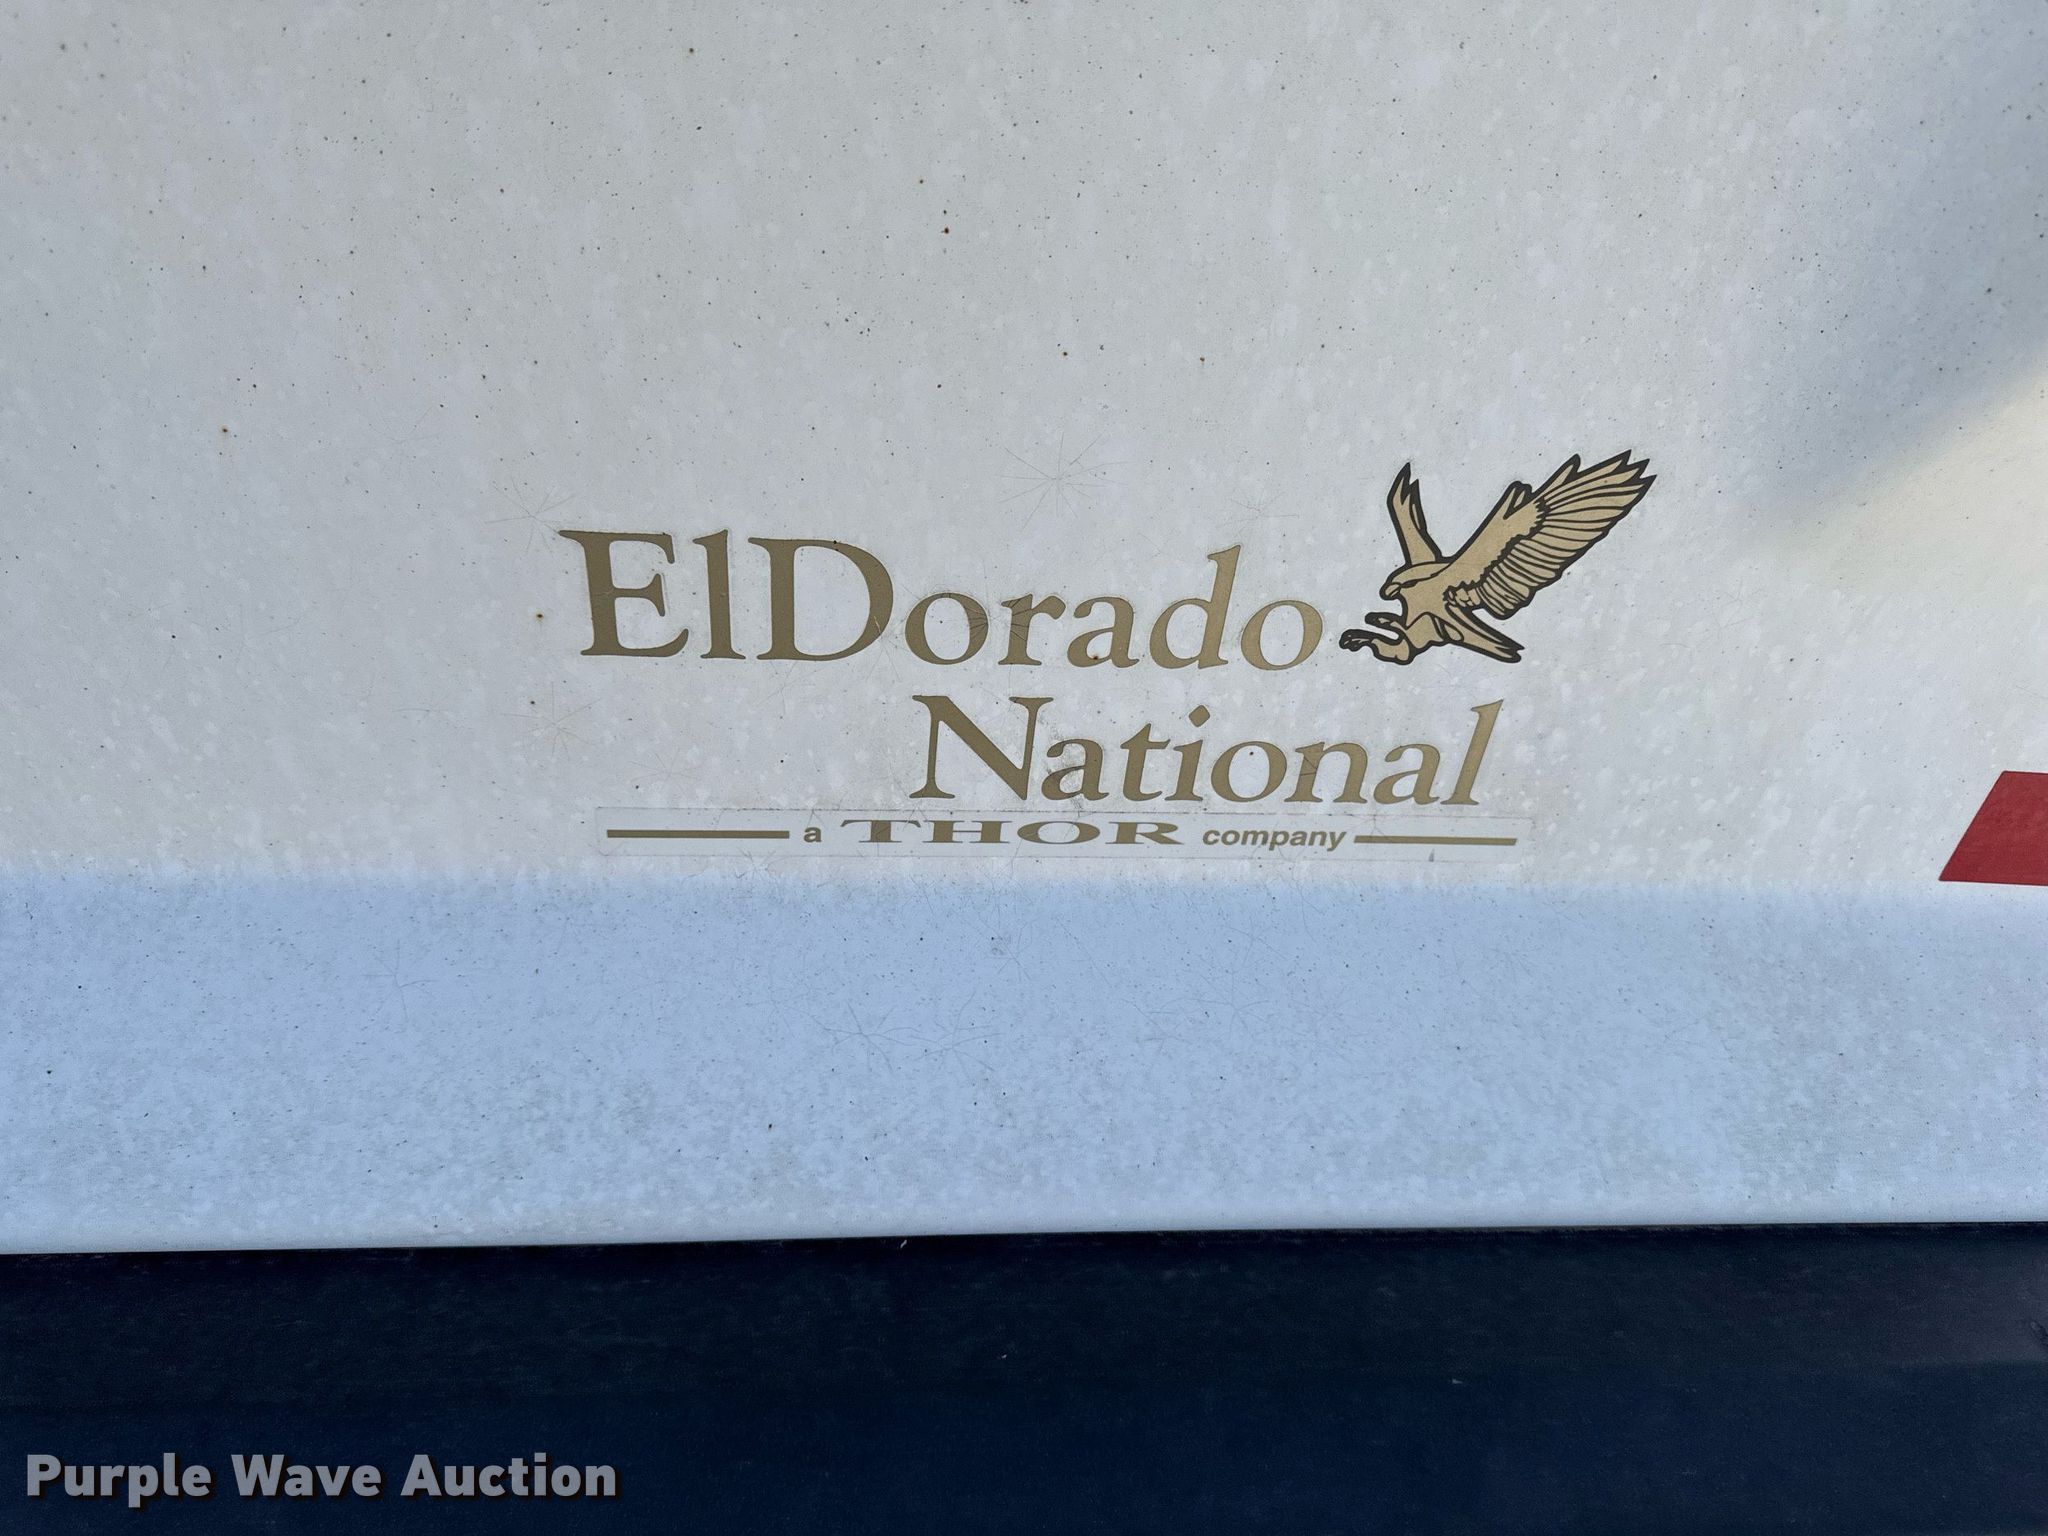 ElDorado
National
a THOR company
Purple Wave Auction